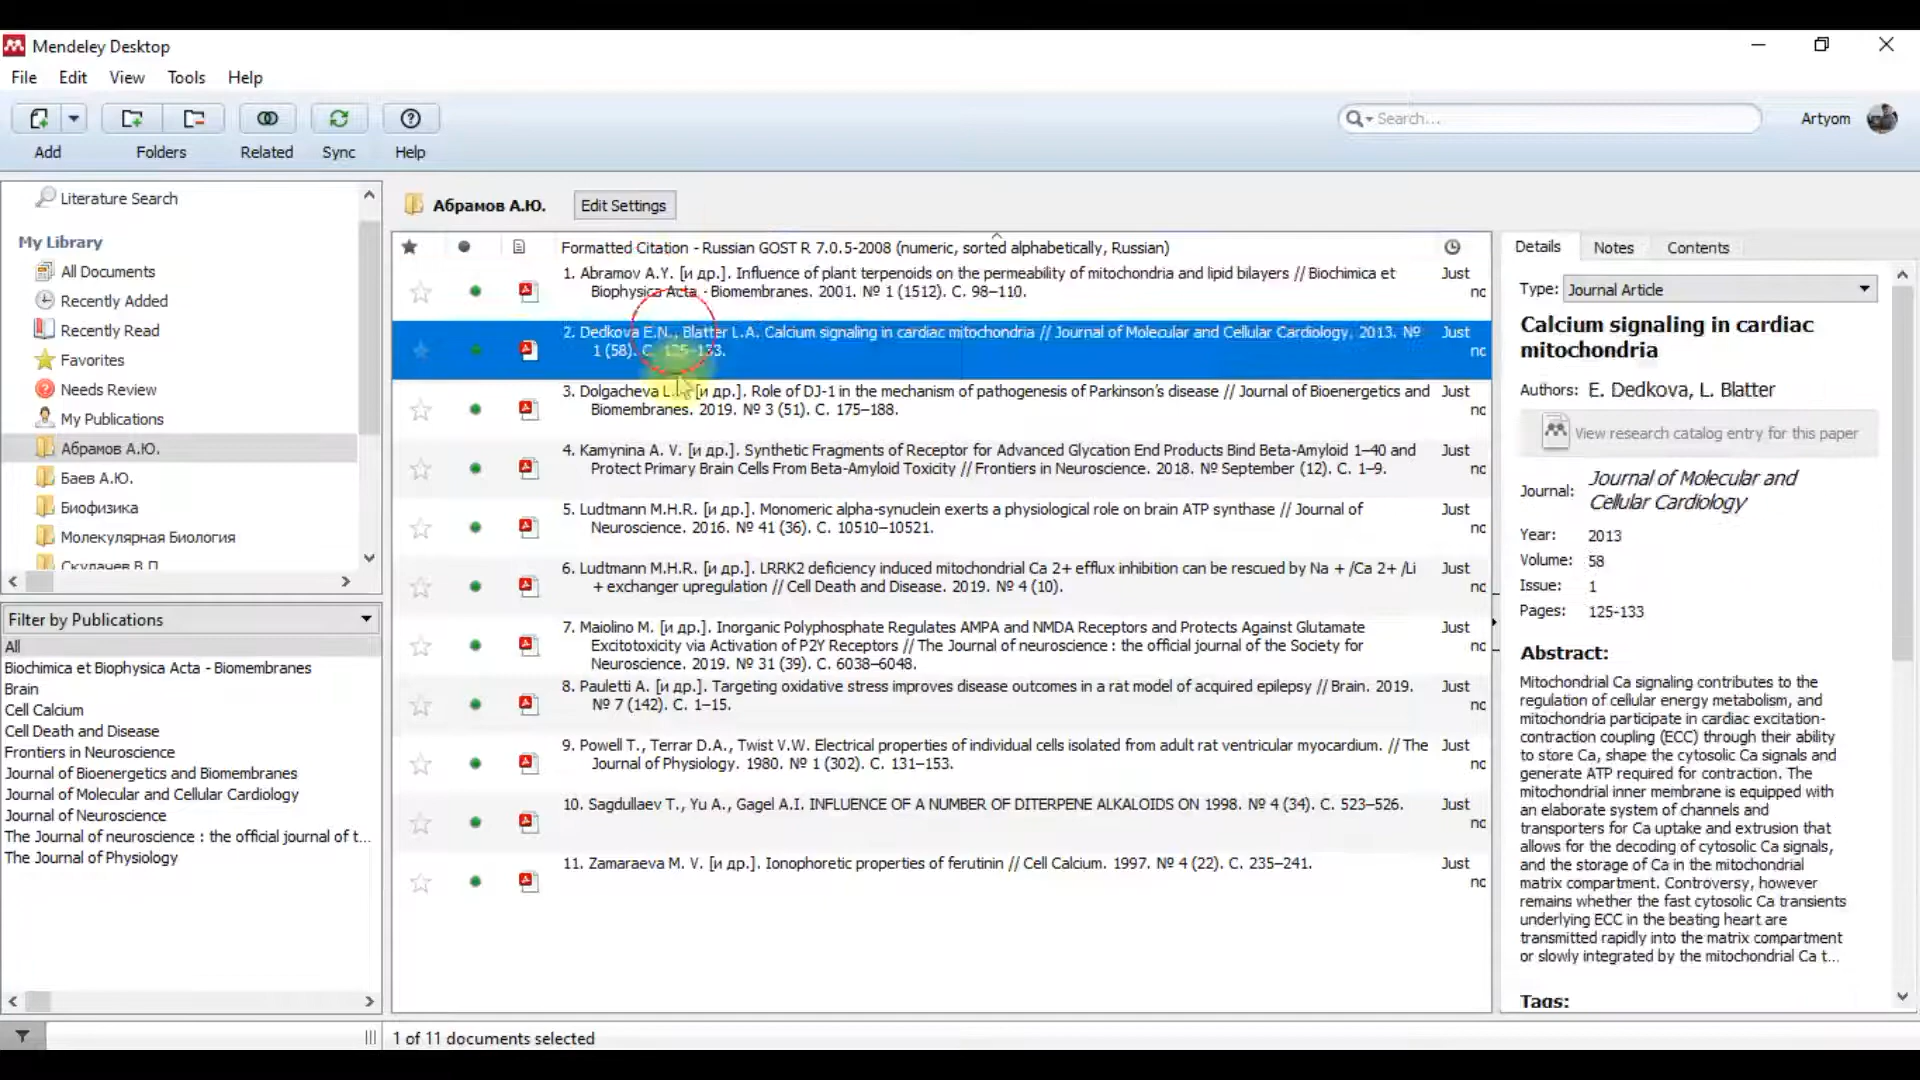 Mendeley Desktop
File Edit View Tools Help
Search...
Artyom
Add Folders Related Sync Help
Literature Search
My Library
All Documents
Recently Added
Recently Read
Favorites
Needs Review
My Publications
Абрамов А.Ю.
Баев А.Ю.
Биофизика
Молекулярная Биология
Скулачев В.П.
Filter by Publications
All
Biochimica et Biophysica Acta - Biomembranes
Brain
Cell Calcium
Cell Death and Disease
Frontiers in Neuroscience
Journal of Bioenergetics and Biomembranes
Journal of Molecular and Cellular Cardiology
Journal of Neuroscience
The Journal of neuroscience : the official journal of t...
The Journal of Physiology
Абрамов А.Ю. Edit Settings
Formatted Citation - Russian GOST R 7.0.5-2008 (numeric, sorted alphabetically, Russian)
1. Abramov A.Y. [и др.]. Influence of plant terpenoids on the permeability of mitochondria and lipid bilayers // Biochimica et Just
Biophysica Acta - Biomembranes. 2001. № 1 (1512). С. 98–110. no
2. Dedkova E.N., Blatter L.A. Calcium signaling in cardiac mitochondria // Journal of Molecular and Cellular Cardiology. 2013. № Just
1 (58). С. 125–133. no
3. Dolgacheva [и др.]. Role of DJ-1 in the mechanism of pathogenesis of Parkinson's disease // Journal of Bioenergetics and Just
Biomembranes. 2019. № 3 (51). С. 175–188. no
4. Kamynina A. V. [и др.]. Synthetic Fragments of Receptor for Advanced Glycation End Products Bind Beta-Amyloid 1–40 and Just
Protect Primary Brain Cells From Beta-Amyloid Toxicity // Frontiers in Neuroscience. 2018. № September (12). С. 1–9. no
5. Ludtmann M.H.R. [и др.]. Monomeric alpha-synuclein exerts a physiological role on brain ATP synthase // Journal of Just
Neuroscience. 2016. № 41 (36). С. 10510–10521. no
6. Ludtmann M.H.R. [и др.]. LRRK2 deficiency induced mitochondrial Ca 2+ efflux inhibition can be rescued by Na + /Ca 2+ /Li Just
+ exchanger upregulation // Cell Death and Disease. 2019. № 4 (10). no
7. Maiolino M. [и др.]. Inorganic Polyphosphate Regulates AMPA and NMDA Receptors and Protects Against Glutamate Just
Excitotoxicity via Activation of P2Y Receptors // The Journal of neuroscience : the official journal of the Society for no
Neuroscience. 2019. № 31 (39). С. 6038–6048.
8. Pauletti A. [и др.]. Targeting oxidative stress improves disease outcomes in a rat model of acquired epilepsy // Brain. 2019. Just
№ 7 (142). С. 1–15. no
9. Powell T., Terrar D.A., Twist V.W. Electrical properties of individual cells isolated from adult rat ventricular myocardium. // The Just
Journal of Physiology. 1980. № 1 (302). С. 131–153. no
10. Sagdullaev T., Yu A., Gagel A.I. INFLUENCE OF A NUMBER OF DITERPENE ALKALOIDS ON 1998. № 4 (34). С. 523–526. Just
no
11. Zamaraeva M. V. [и др.]. Ionophoretic properties of ferutinin // Cell Calcium. 1997. № 4 (22). С. 235–241. Just
no
1 of 11 documents selected
Details Notes Contents
Type: Journal Article
Calcium signaling in cardiac
mitochondria
Authors: E. Dedkova, L. Blatter
View research catalog entry for this paper
Journal: Journal of Molecular and
Cellular Cardiology
Year: 2013
Volume: 58
Issue: 1
Pages: 125-133
Abstract:
Mitochondrial Ca signaling contributes to the
regulation of cellular energy metabolism, and
mitochondria participate in cardiac excitation-
contraction coupling (ECC) through their ability
to store Ca, shape the cytosolic Ca signals and
generate ATP required for contraction. The
mitochondrial inner membrane is equipped with
an elaborate system of channels and
transporters for Ca uptake and extrusion that
allows for the decoding of cytosolic Ca signals,
and the storage of Ca in the mitochondrial
matrix compartment. Controversy, however
remains whether the fast cytosolic Ca transients
underlying ECC in the beating heart are
transmitted rapidly into the matrix compartment
or slowly integrated by the mitochondrial Ca t...
Tags: